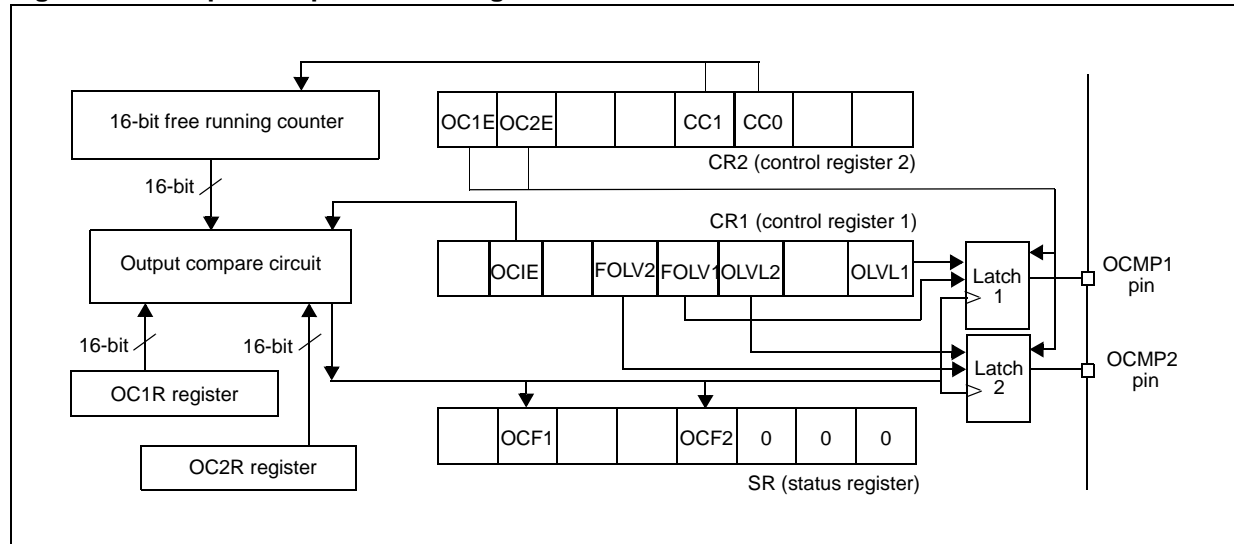 16-bit free running counter
OC1E OC2E CC1 CC0
CR2 (control register 2)
16-bit
CR1 (control register 1)
Output compare circuit
OCIE FOLV2 FOLV1 OLVL2 OLVL1
Latch
1
OCMP1
pin
16-bit
16-bit
Latch
2
OCMP2
pin
OC1R register
OCF1 OCF2 0 0 0
OC2R register
SR (status register)